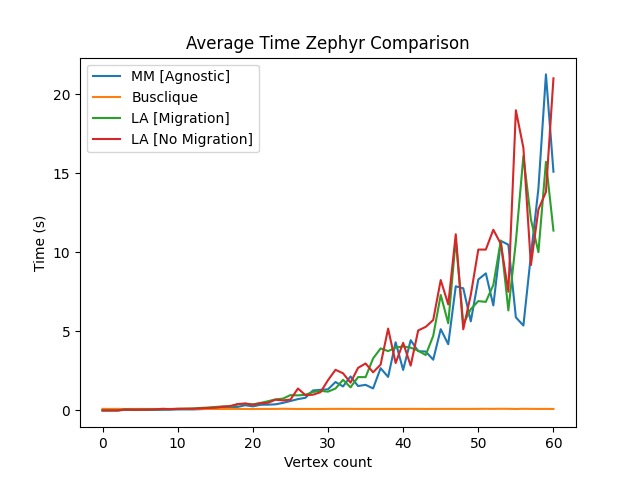 Average Time Zephyr Comparison
MM [Agnostic]
Busclique
LA [Migration]
LA [No Migration]
Time (s)
20
15
10
5
0
0 10 20 30 40 50 60
Vertex count